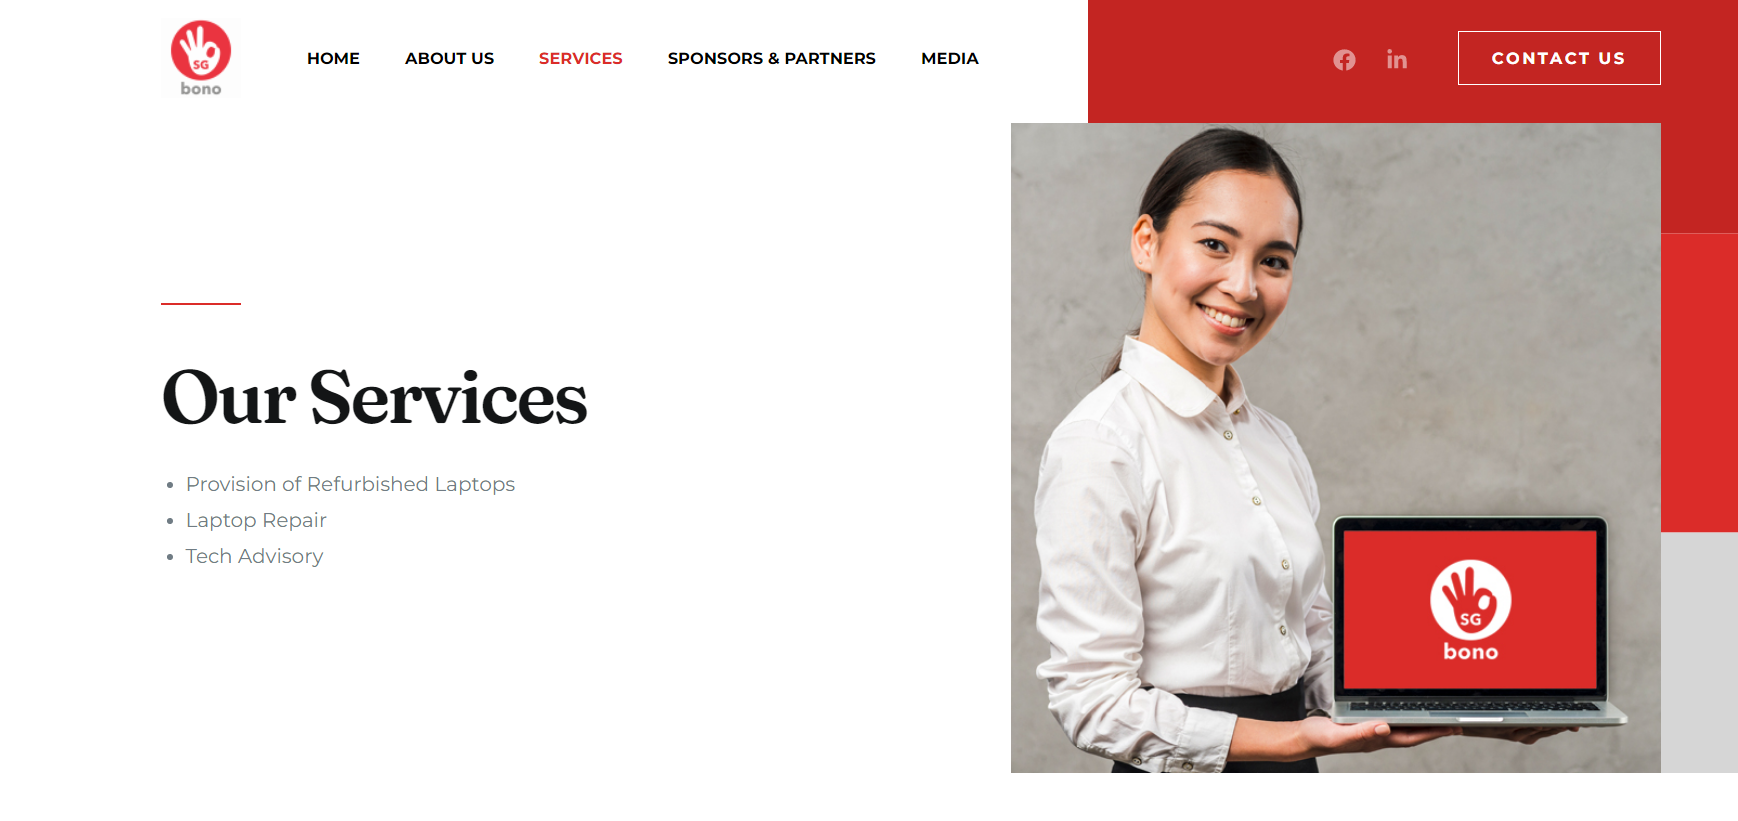 SG
bono
HOME
ABOUT US
SERVICES
SPONSORS & PARTNERS
MEDIA
CONTACT US
Our Services
Provision of Refurbished Laptops
Laptop Repair
Tech Advisory
SG
bono